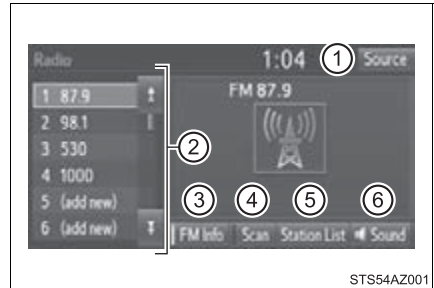 Radio 1:04 1 Source
1 87.9 FM 87.9
2 98.1
3 530 2
4 1000
5 (add new) 3 4 5 6
6 (add new) FM Info Scan Station List Sound
STS54AZ001